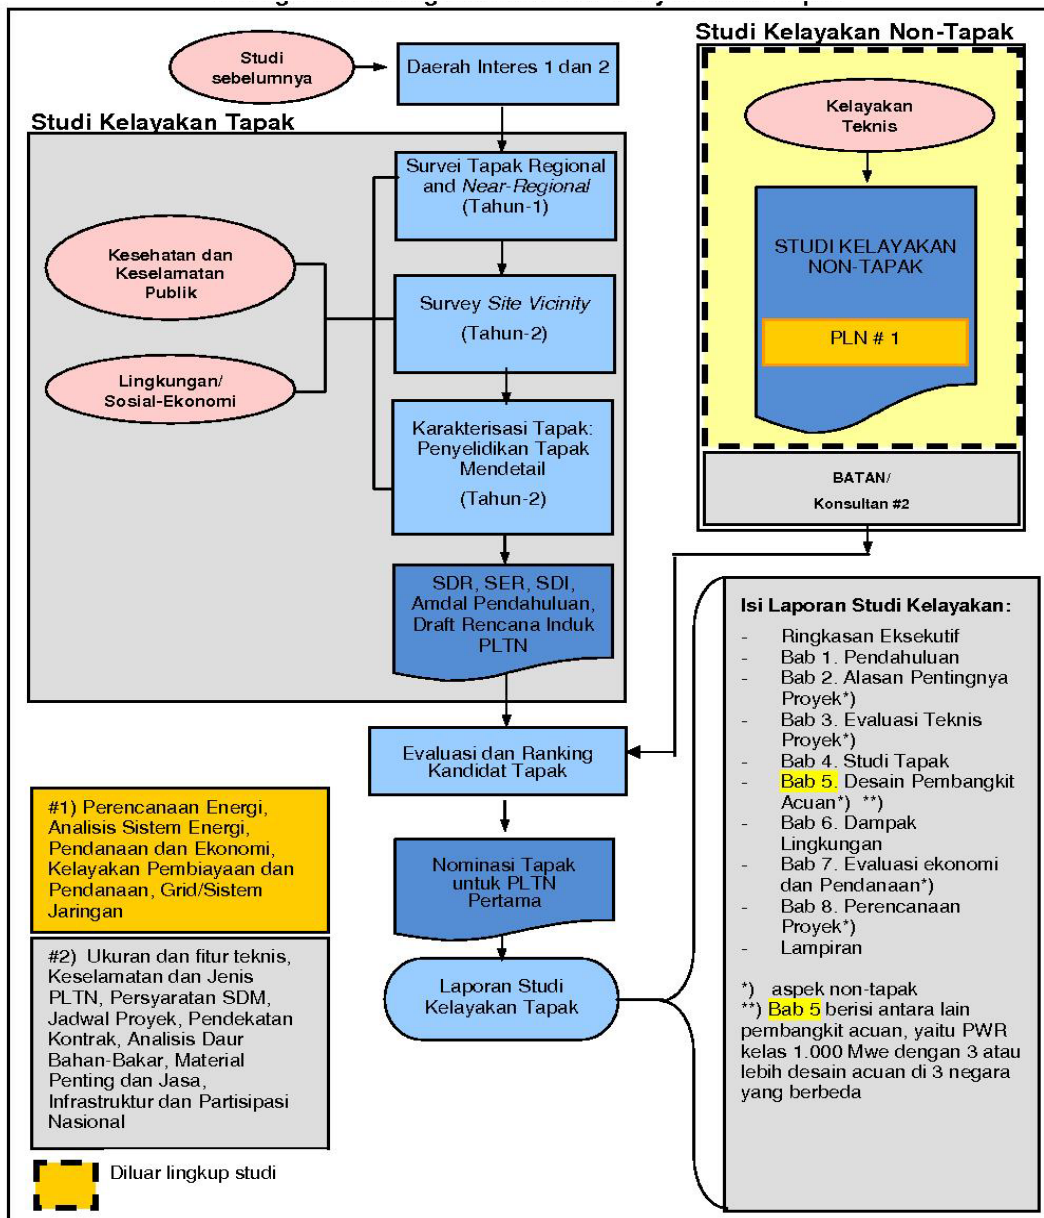 Studi Kelayakan Non-Tapak
Studi
sebelumnya
Daerah Interes 1 dan 2
Kelayakan
Teknis
Studi Kelayakan Tapak
Survei Tapak Regional
and Near-Regional
(Tahun-1)
Kesehatan dan
Keselamatan
Publik
STUDI KELAYAKAN
NON-TAPAK
PLN # 1
Survey Site Vicinity
(Tahun-2)
Lingkungan/
Sosial-Ekonomi
Karakterisasi Tapak:
Penyelidikan Tapak
Mendetail
(Tahun-2)
BATAN/
Konsultan #2
SDR, SER, SDI,
Amdal Pendahuluan,
Draft Rencana Induk
PLTN
Evaluasi dan Ranking
Kandidat Tapak
Nominasi Tapak
untuk PLTN
Pertama
Laporan Studi
Kelayakan Tapak
Isi Laporan Studi Kelayakan:
- Ringkasan Eksekutif
- Bab 1. Pendahuluan
- Bab 2. Alasan Pentingnya
Proyek*)
- Bab 3. Evaluasi Teknis
Proyek*)
- Bab 4. Studi Tapak
- Bab 5. Desain Pembangkit
Acuan*) **)
- Bab 6. Dampak
Lingkungan
- Bab 7. Evaluasi ekonomi
dan Pendanaan*)
- Bab 8. Perencanaan
Proyek*)
- Lampiran
*) aspek non-tapak
**) Bab 5 berisi antara lain
pembangkit acuan, yaitu PWR
kelas 1.000 Mwe dengan 3 atau
lebih desain acuan di 3 negara
yang berbeda
#1) Perencanaan Energi,
Analisis Sistem Energi,
Pendanaan dan Ekonomi,
Kelayakan Pembiayaan dan
Pendanaan, Grid/Sistem
Jaringan
#2) Ukuran dan fitur teknis,
Keselamatan dan Jenis
PLTN, Persyaratan SDM,
Jadwal Proyek, Pendekatan
Kontrak, Analisis Daur
Bahan-Bakar, Material
Penting dan Jasa,
Infrastruktur dan Partisipasi
Nasional
Diluar lingkup studi